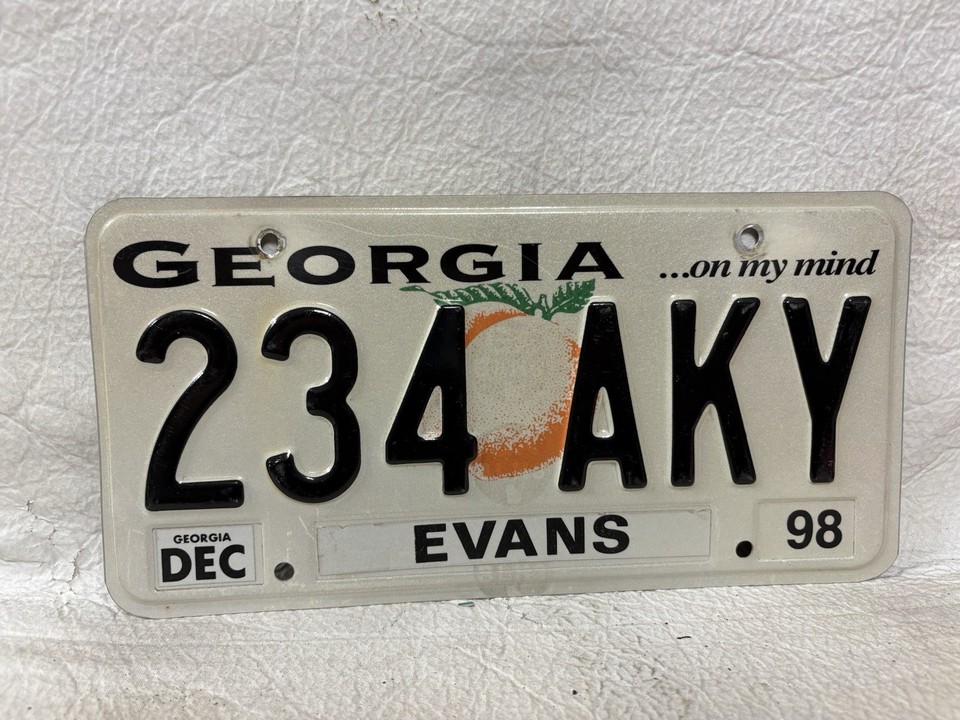 GEORGIA ...on my mind
234 AKY
GEORGIA
DEC
EVANS
98